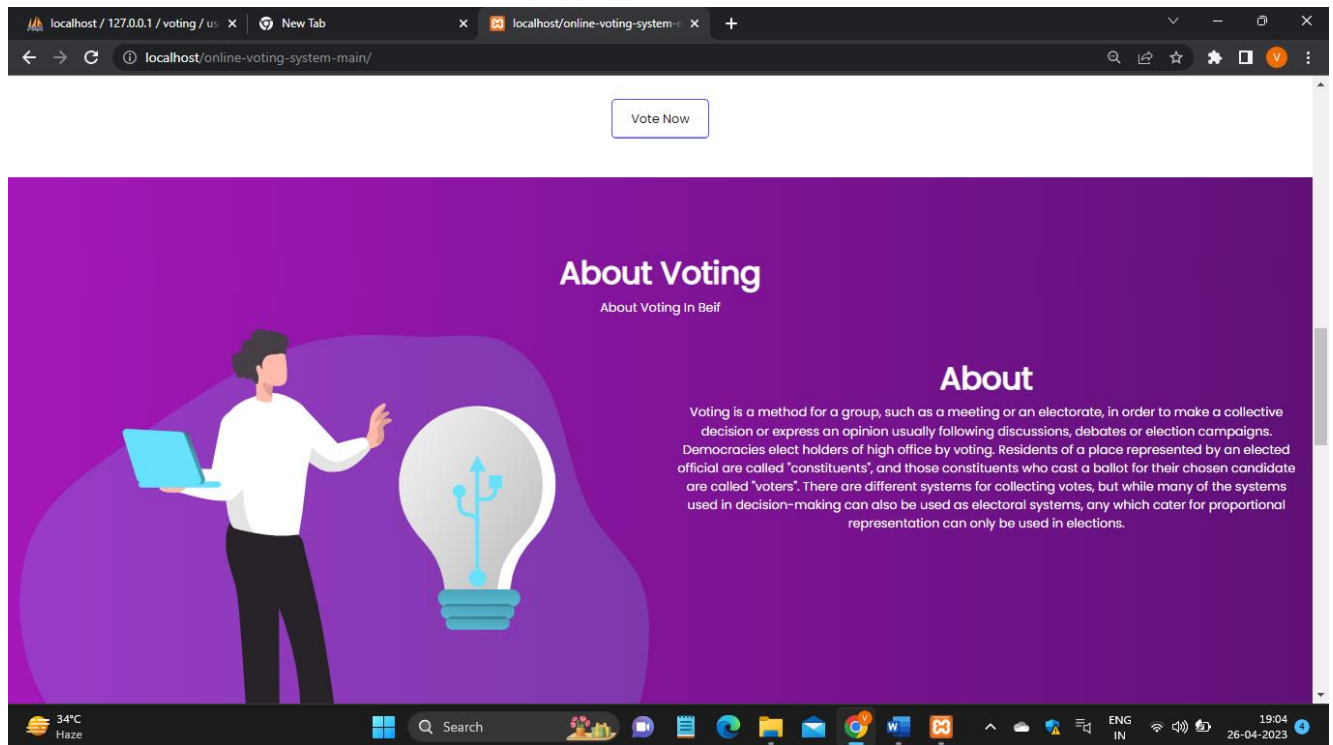 localhost / 127.0.0.1 / voting / us
New Tab
localhost/online-voting-system-m
localhost/online-voting-system-main/
V
Vote Now
About Voting
About Voting In Beif
About
Voting is a method for a group, such as a meeting or an electorate, in order to make a collective
decision or express an opinion usually following discussions, debates or election campaigns.
Democracies elect holders of high office by voting. Residents of a place represented by an elected
official are called "constituents", and those constituents who cast a ballot for their chosen candidate
are called "voters". There are different systems for collecting votes, but while many of the systems
used in decision-making can also be used as electoral systems, any which cater for proportional
representation can only be used in elections.
34°C
Haze
Search
ENG
IN
19:04
26-04-2023
4